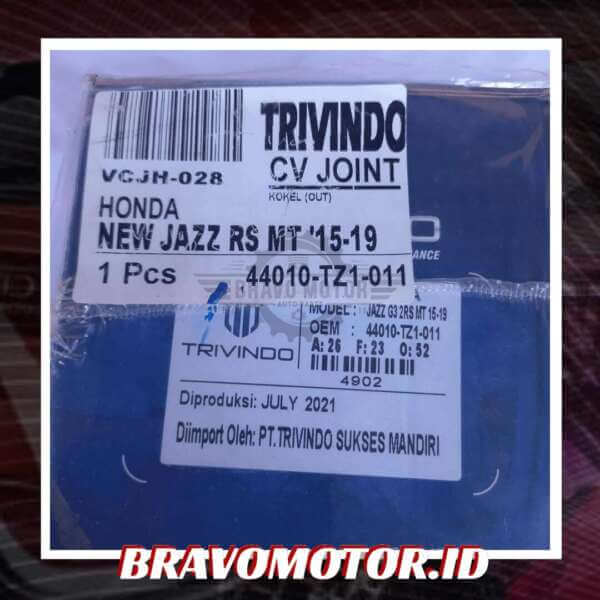 TRIVINDO
CV JOINT
KOKEL (OUT)
VCJH-028
HONDA
NEW JAZZ RS MT '15-19
1 Pcs 44010-TZ1-011
BRAVO MOTOR
AUTO PARTS
TRIVINDO
MODEL : JAZZ G3 2RS MT 15-19
OEM : 44010-TZ1-011
A: 26 F: 23 O: 52
4902
Diproduksi: JULY 2021
Diimport Oleh: PT.TRIVINDO SUKSES MANDIRI
BRAVOMOTOR.ID